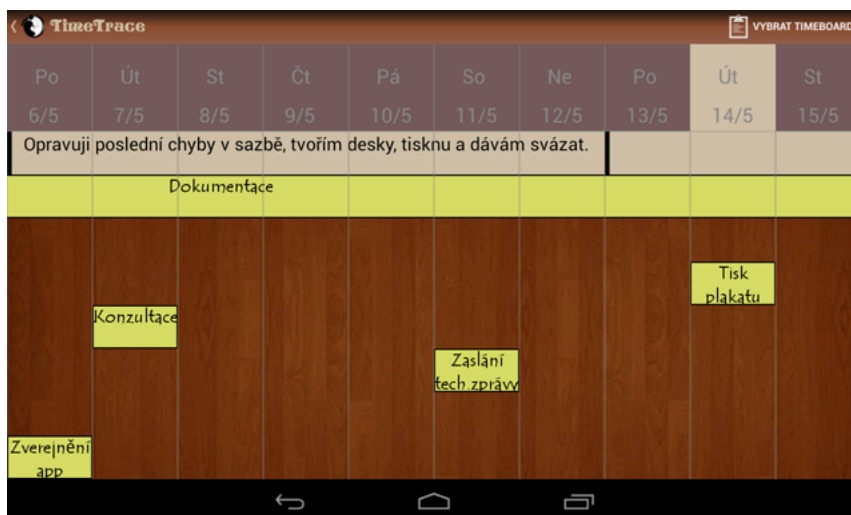 TimeTrace
VYBRAT TIMEBOARD
Po Út St Čt Pá So Ne Po Út St
6/5 7/5 8/5 9/5 10/5 11/5 12/5 13/5 14/5 15/5
Opravuji poslední chyby v sazbě, tvořím desky, tisknu a dávám svázat.
Dokumentace
Tisk
plakatu
Konzultace
Zaslání
tech.zprávy
Zverejnění
app